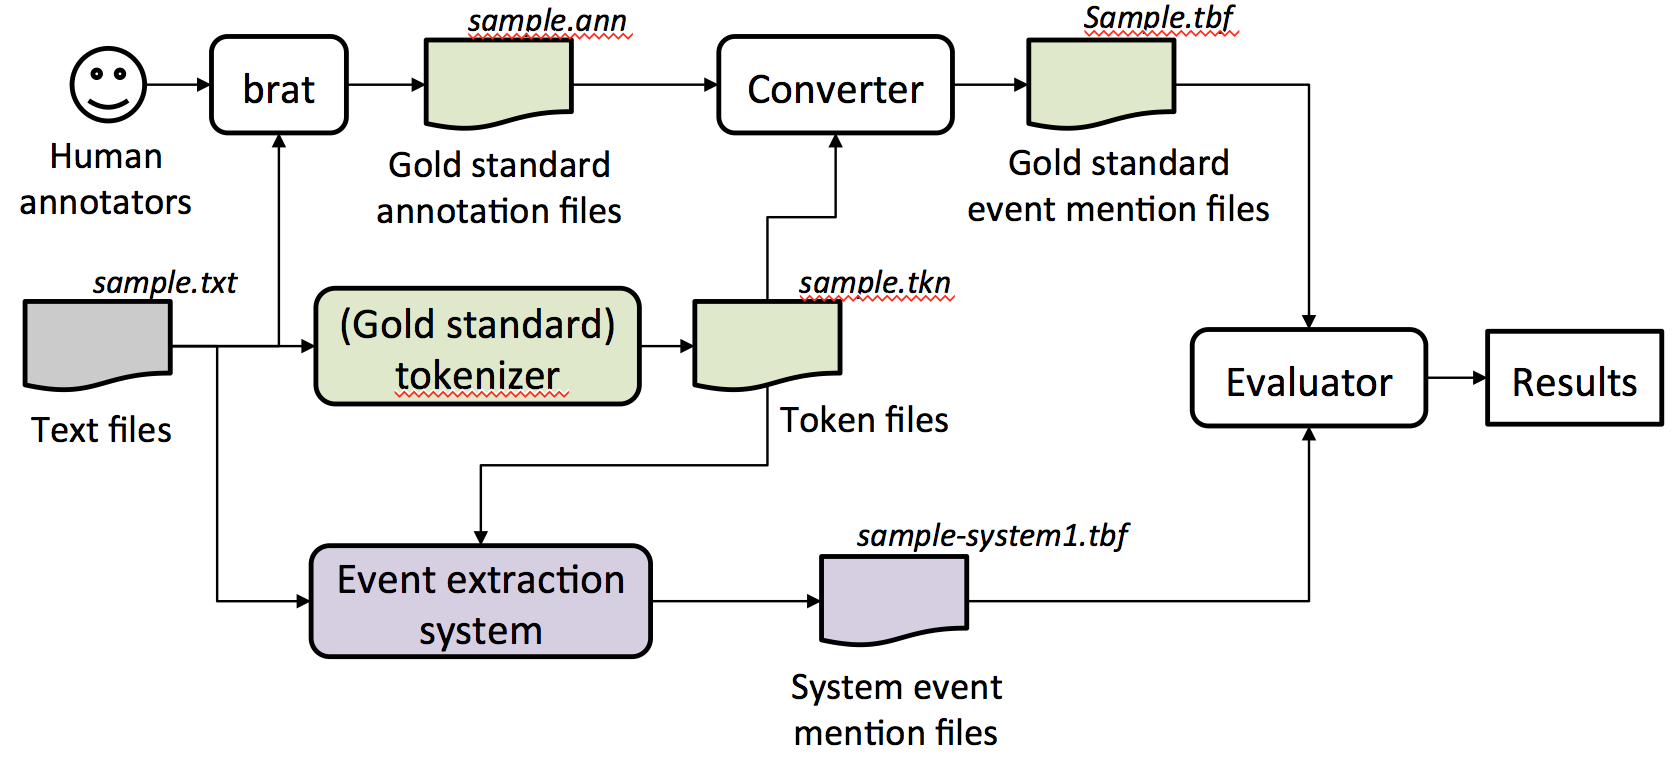 sample.ann
Sample.tbf
brat
Converter
Human
annotators
Gold standard
annotation files
Gold standard
event mention files
sample.txt
(Gold standard)
tokenizer
sample.tkn
Text files
Token files
Evaluator
Results
Event extraction
system
sample-system1.tbf
System event
mention files